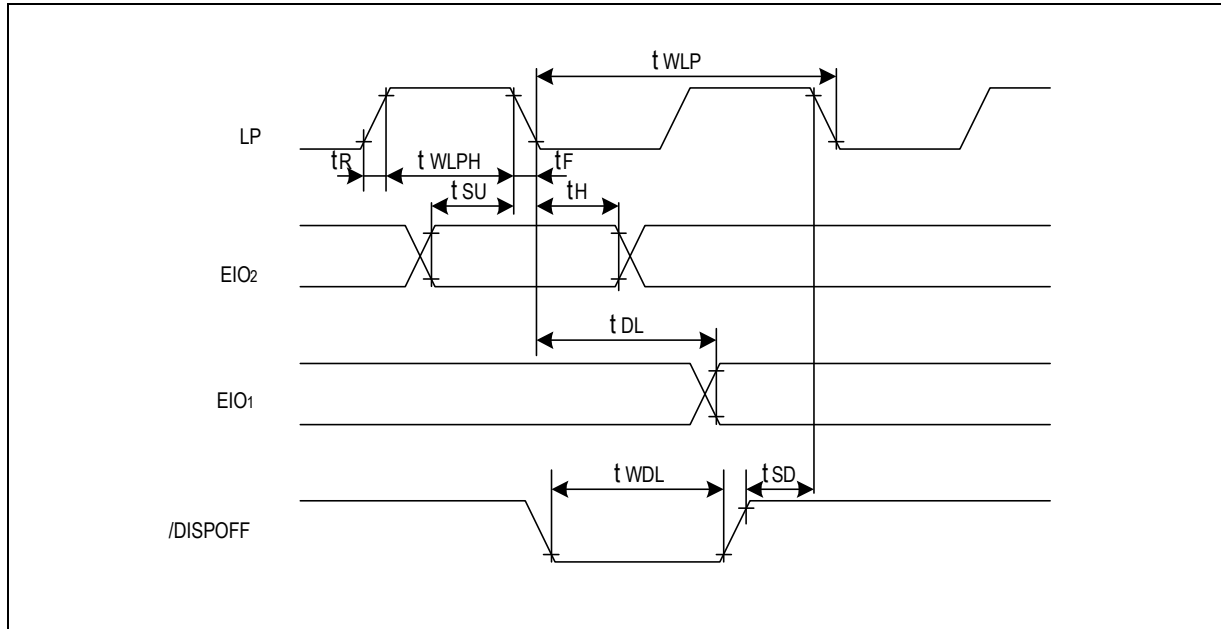 t WLP
LP
tR
t WLPH
tF
t SU
tH
EIO2
t DL
EIO1
t WDL
t SD
/DISPOFF